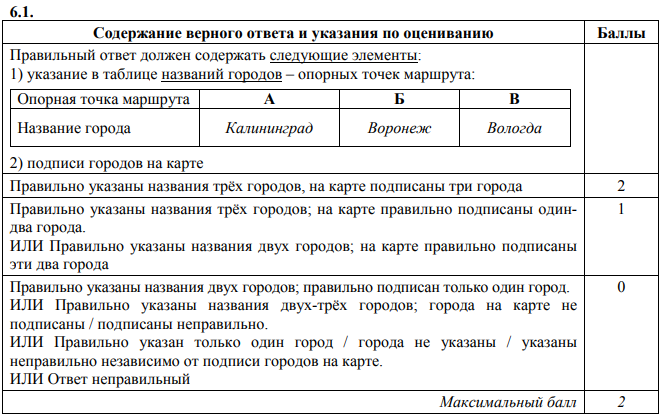 6.1.
Содержание верного ответа и указания по оцениванию Баллы
Правильный ответ должен содержать следующие элементы:
1) указание в таблице названий городов – опорных точек маршрута:
Опорная точка маршрута А Б В
Название города Калининград Воронеж Вологда
2) подписи городов на карте
Правильно указаны названия трёх городов, на карте подписаны три города 2
Правильно указаны названия трёх городов; на карте правильно подписаны один- 1
два города.
ИЛИ Правильно указаны названия двух городов; на карте правильно подписаны
эти два города
Правильно указаны названия двух городов; правильно подписан только один город. 0
ИЛИ Правильно указаны названия двух-трёх городов; города на карте не
подписаны / подписаны неправильно.
ИЛИ Правильно указан только один город / города не указаны / указаны
неправильно независимо от подписи городов на карте.
ИЛИ Ответ неправильный
Максимальный балл 2